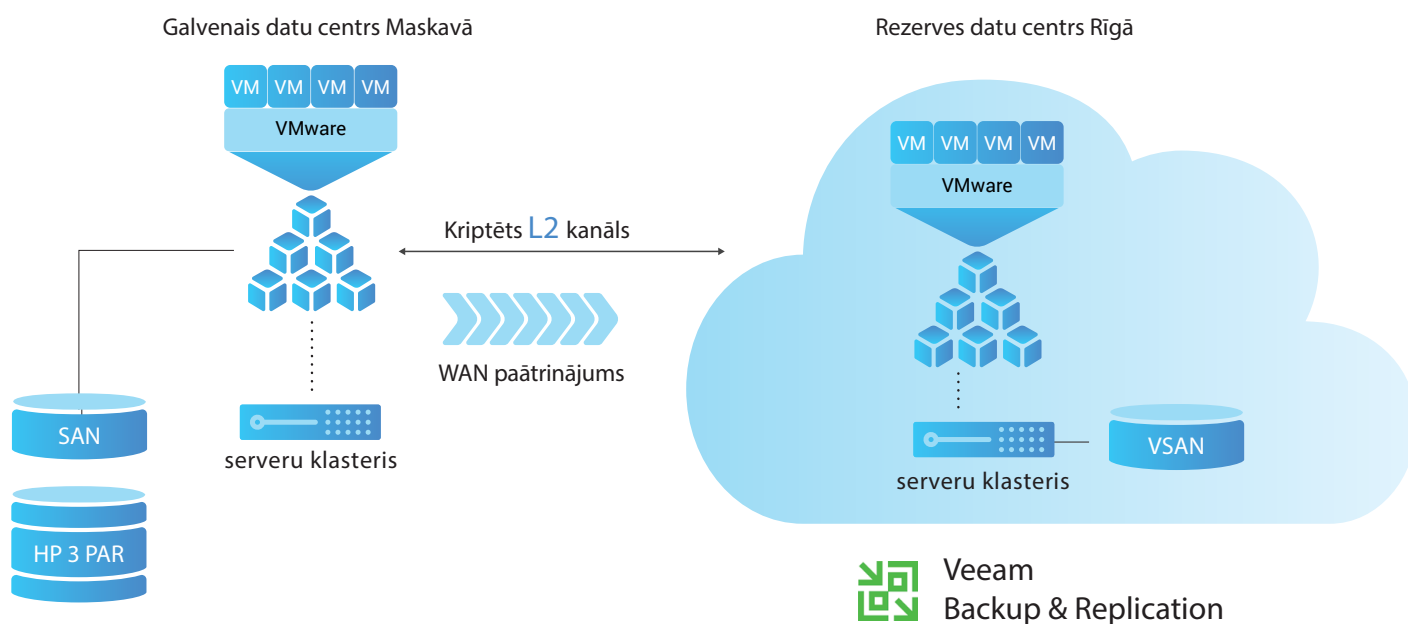 Galvenais datu centrs Maskavā
VM VM VM VM
VMware
SAN
HP 3 PAR
serveru klasteris
Kriptēts L2 kanāls
WAN paātrinājums
Rezerves datu centrs Rīgā
VM VM VM VM
VMware
serveru klasteris
VSAN
Veeam
Backup & Replication